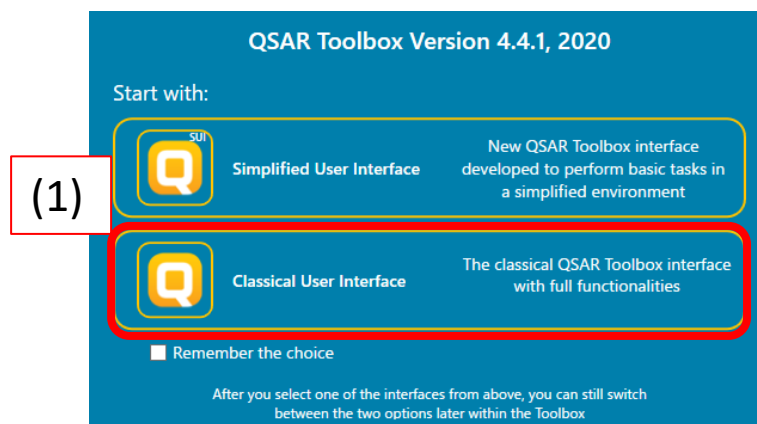 QSAR Toolbox Version 4.4.1, 2020
Start with:
(1)
SUI
Q
Simplified User Interface
New QSAR Toolbox interface
developed to perform basic tasks in
a simplified environment
Q
Classical User Interface
The classical QSAR Toolbox interface
with full functionalities
Remember the choice
After you select one of the interfaces from above, you can still switch
between the two options later within the Toolbox